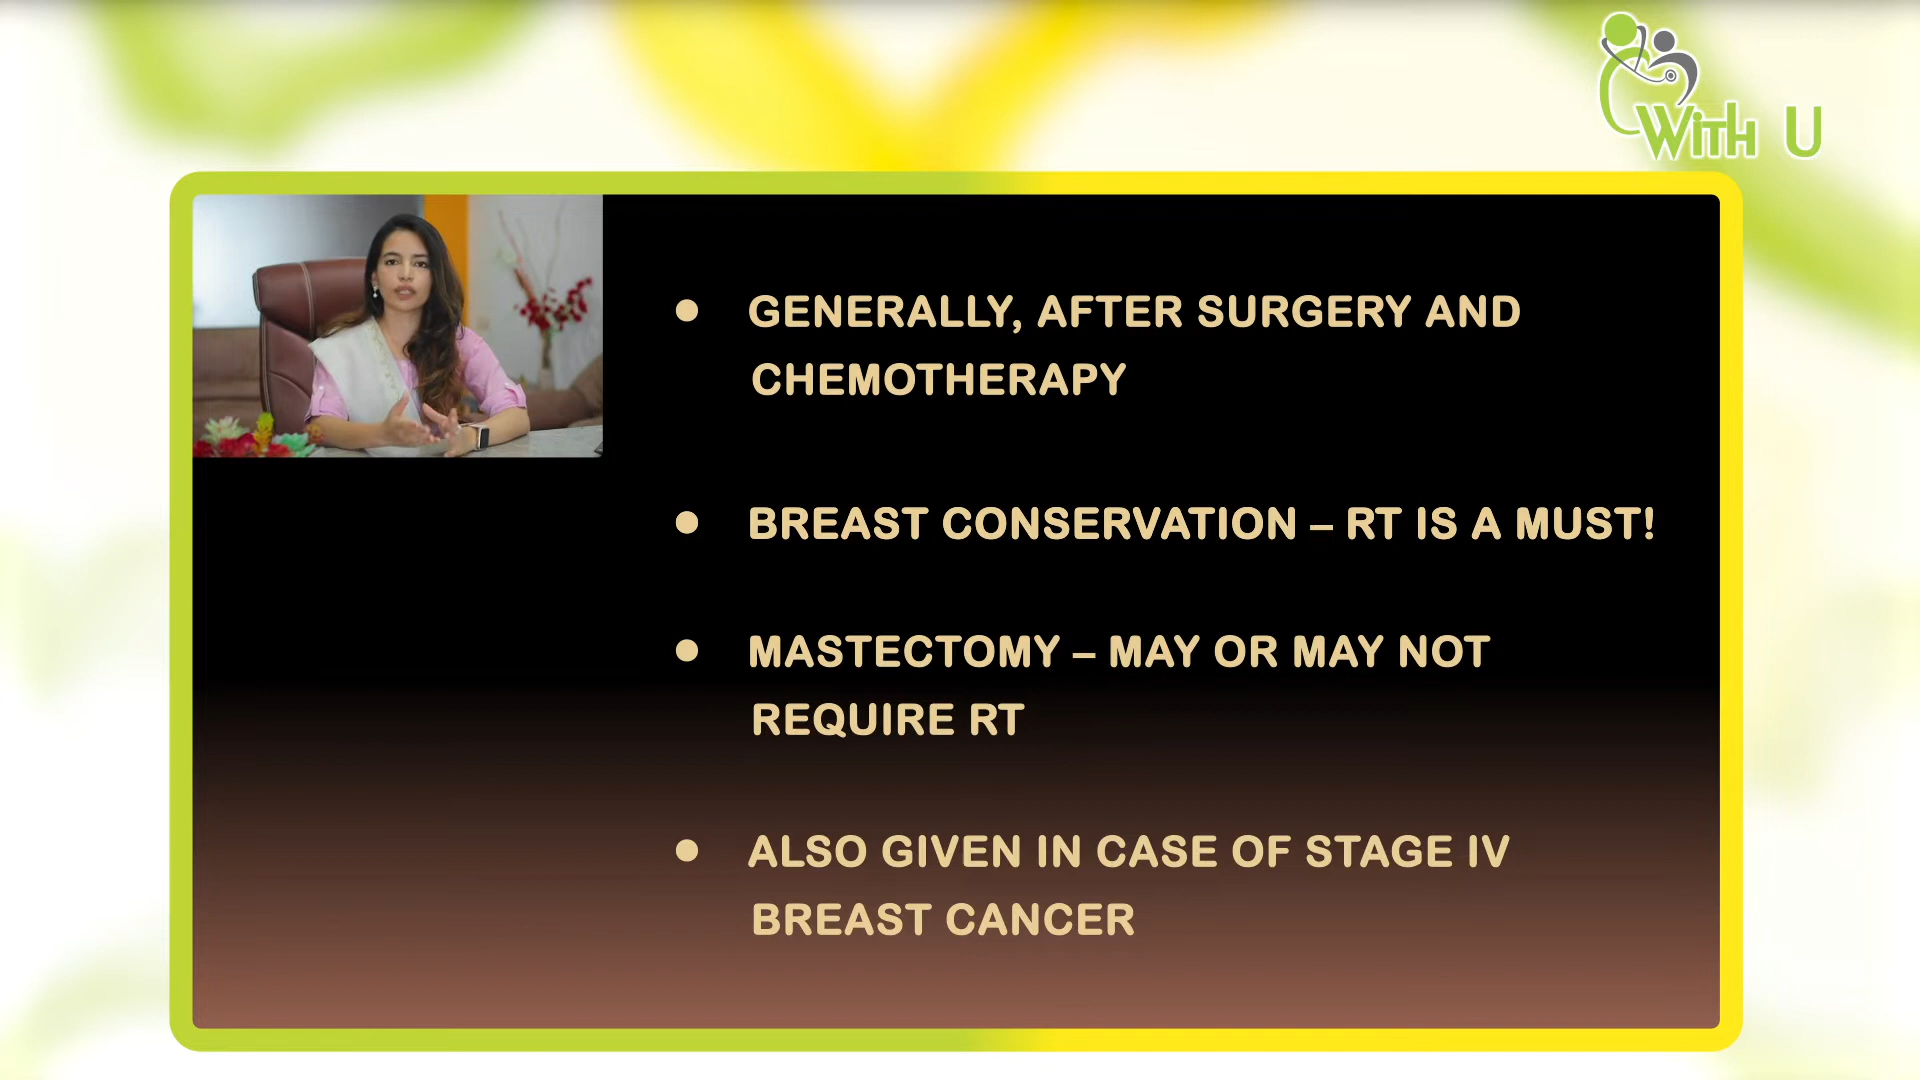 With U
● GENERALLY, AFTER SURGERY AND
CHEMOTHERAPY
● BREAST CONSERVATION – RT IS A MUST!
● MASTECTOMY – MAY OR MAY NOT
REQUIRE RT
● ALSO GIVEN IN CASE OF STAGE IV
BREAST CANCER